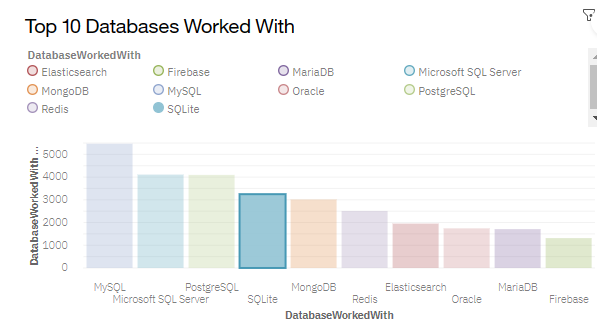 Top 10 Databases Worked With
DatabaseWorkedWith
Elasticsearch Firebase MariaDB Microsoft SQL Server
MongoDB MySQL Oracle PostgreSQL
Redis SQLite
DatabaseWorkedWith ...
5000
4000
3000
2000
1000
0
MySQL PostgreSQL MongoDB Elasticsearch MariaDB
Microsoft SQL Server SQLite Redis Oracle Firebase
DatabaseWorkedWith